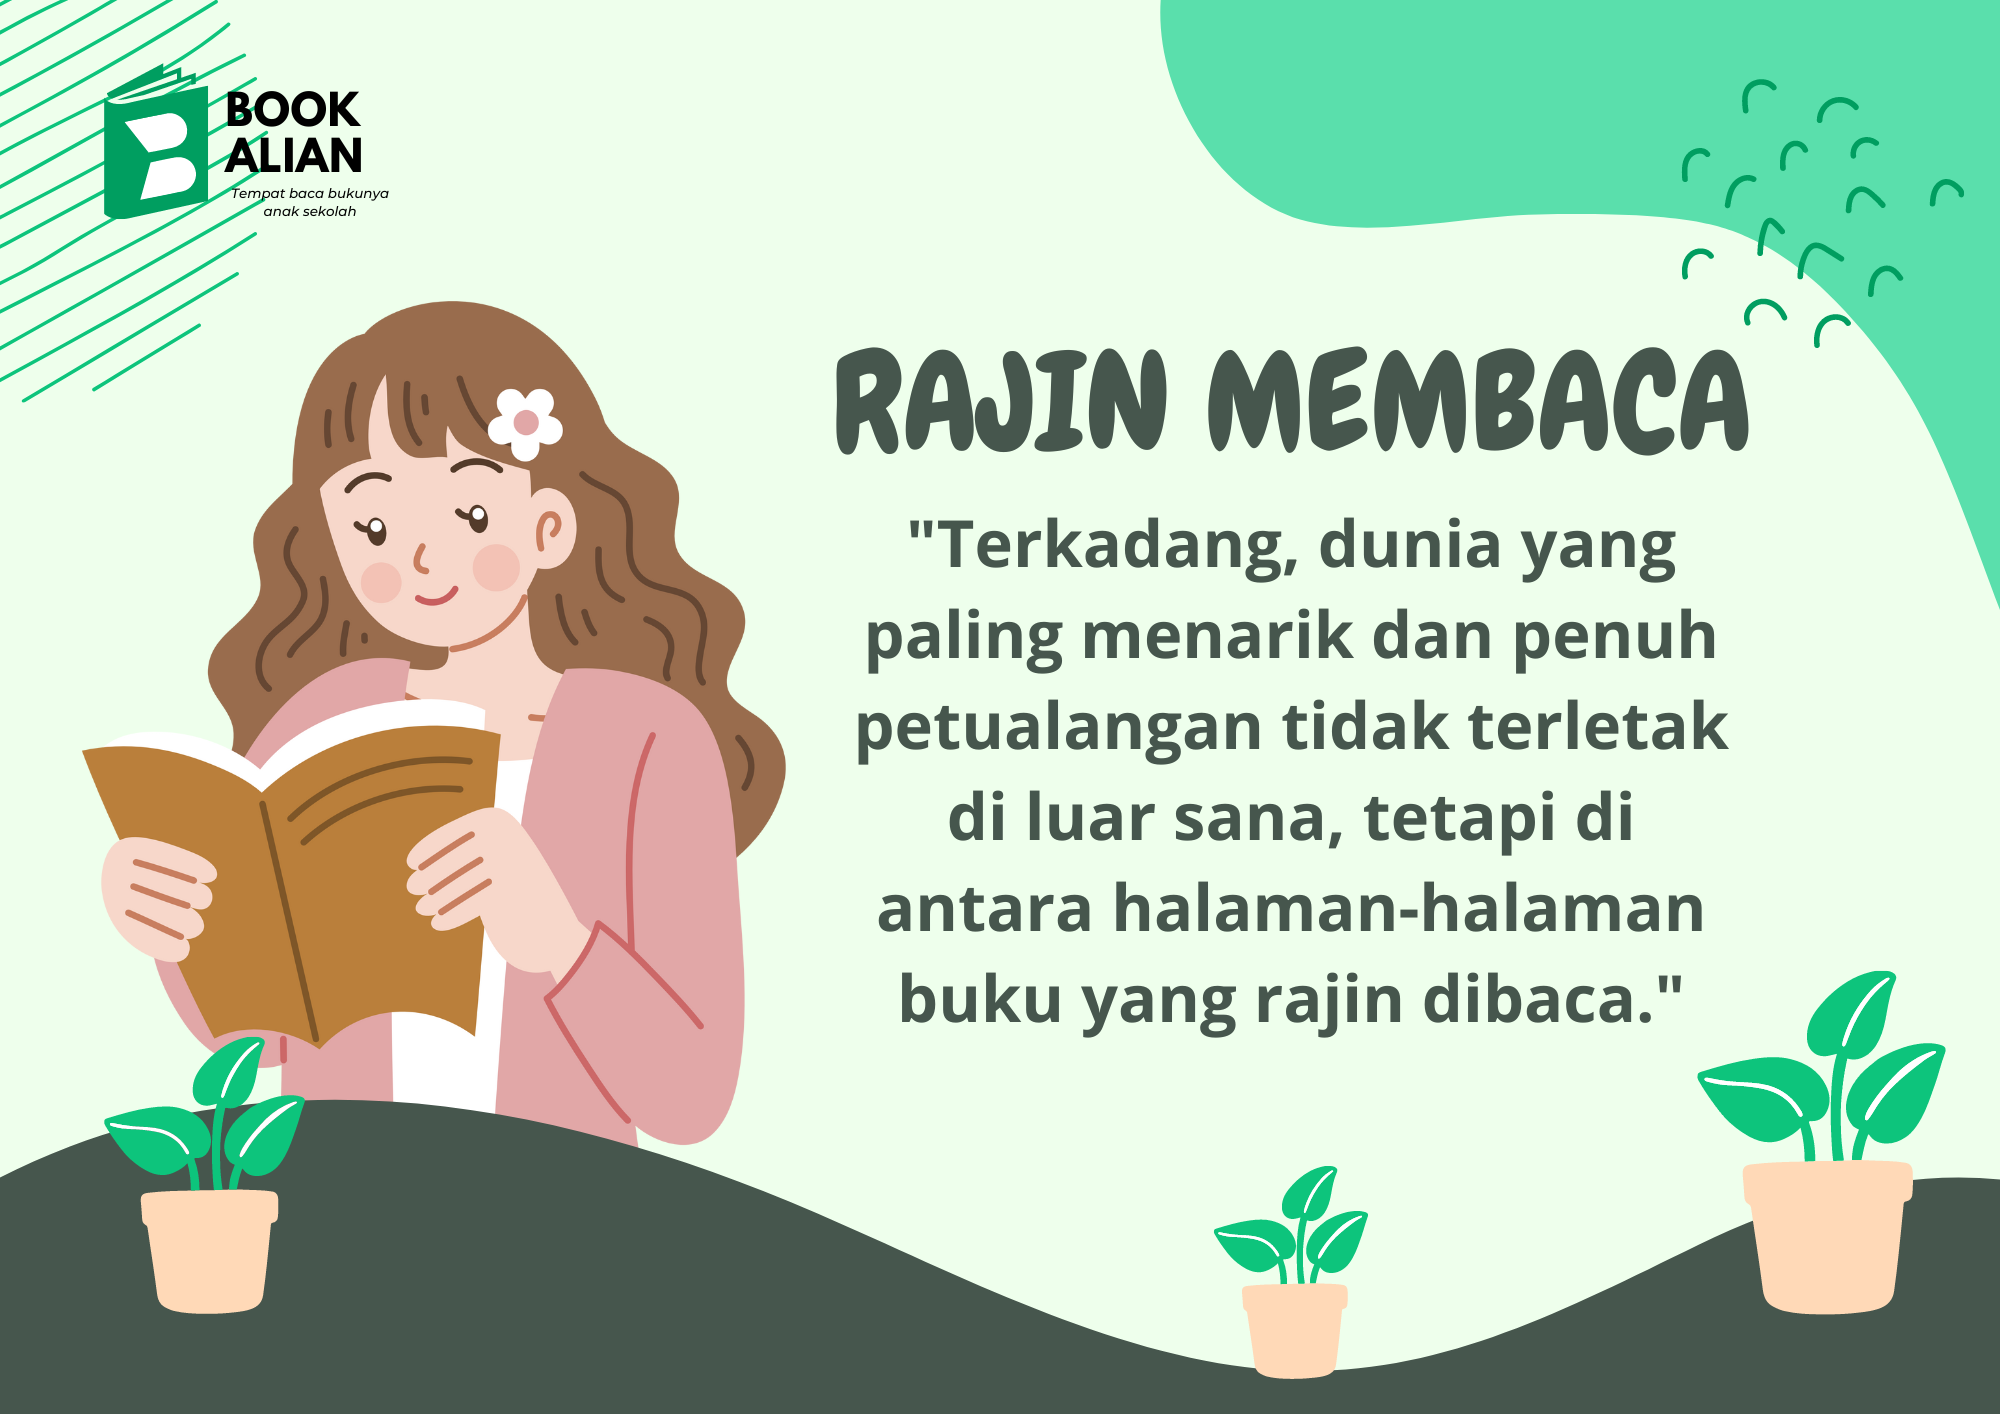 BOOK
ALIAN
Tempat baca bukunya
anak sekolah
RAJIN MEMBACA
"Terkadang, dunia yang
paling menarik dan penuh
petualangan tidak terletak
di luar sana, tetapi di
antara halaman-halaman
buku yang rajin dibaca."